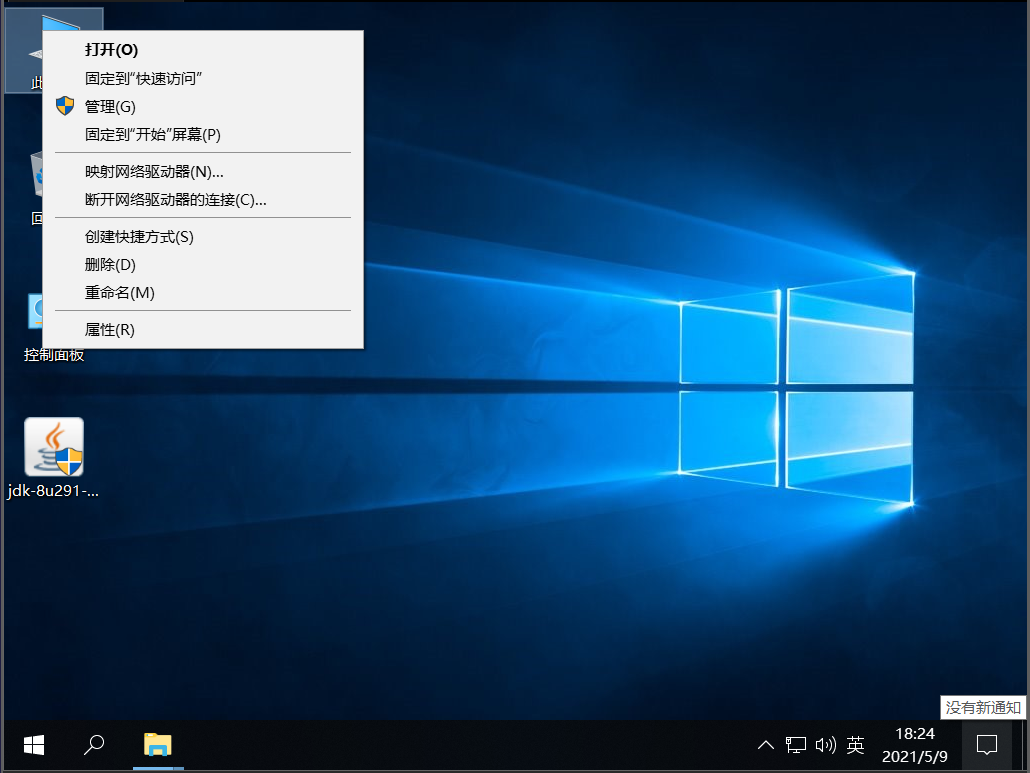 打开(O)
固定到“快速访问”
管理(G)
固定到“开始”屏幕(P)
映射网络驱动器(N)...
断开网络驱动器的连接(C)...
创建快捷方式(S)
删除(D)
重命名(M)
属性(R)
此
回
控制面板
jdk-8u291-...
没有新通知
英
18:24
2021/5/9